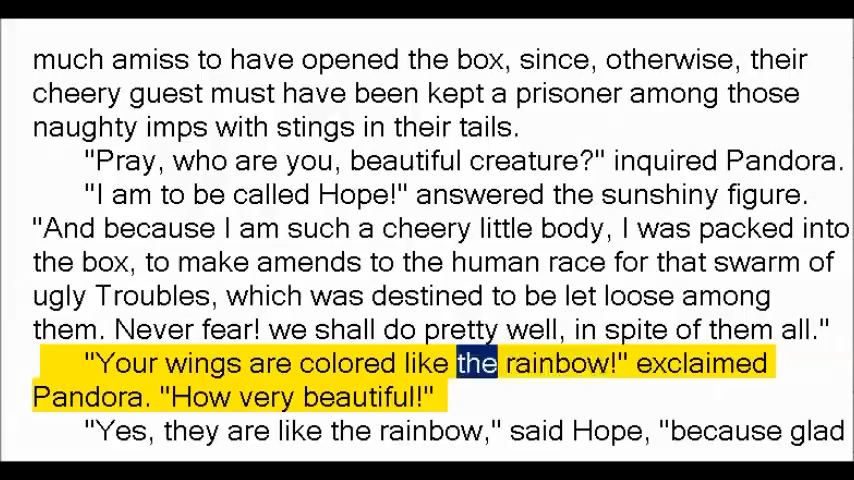 much amiss to have opened the box, since, otherwise, their
cheery guest must have been kept a prisoner among those
naughty imps with stings in their tails.
"Pray, who are you, beautiful creature?" inquired Pandora.
"I am to be called Hope!" answered the sunshiny figure.
"And because I am such a cheery little body, I was packed into
the box, to make amends to the human race for that swarm of
ugly Troubles, which was destined to be let loose among
them. Never fear! we shall do pretty well, in spite of them all."
"Your wings are colored like the rainbow!" exclaimed
Pandora. "How very beautiful!"
"Yes, they are like the rainbow," said Hope, "because glad